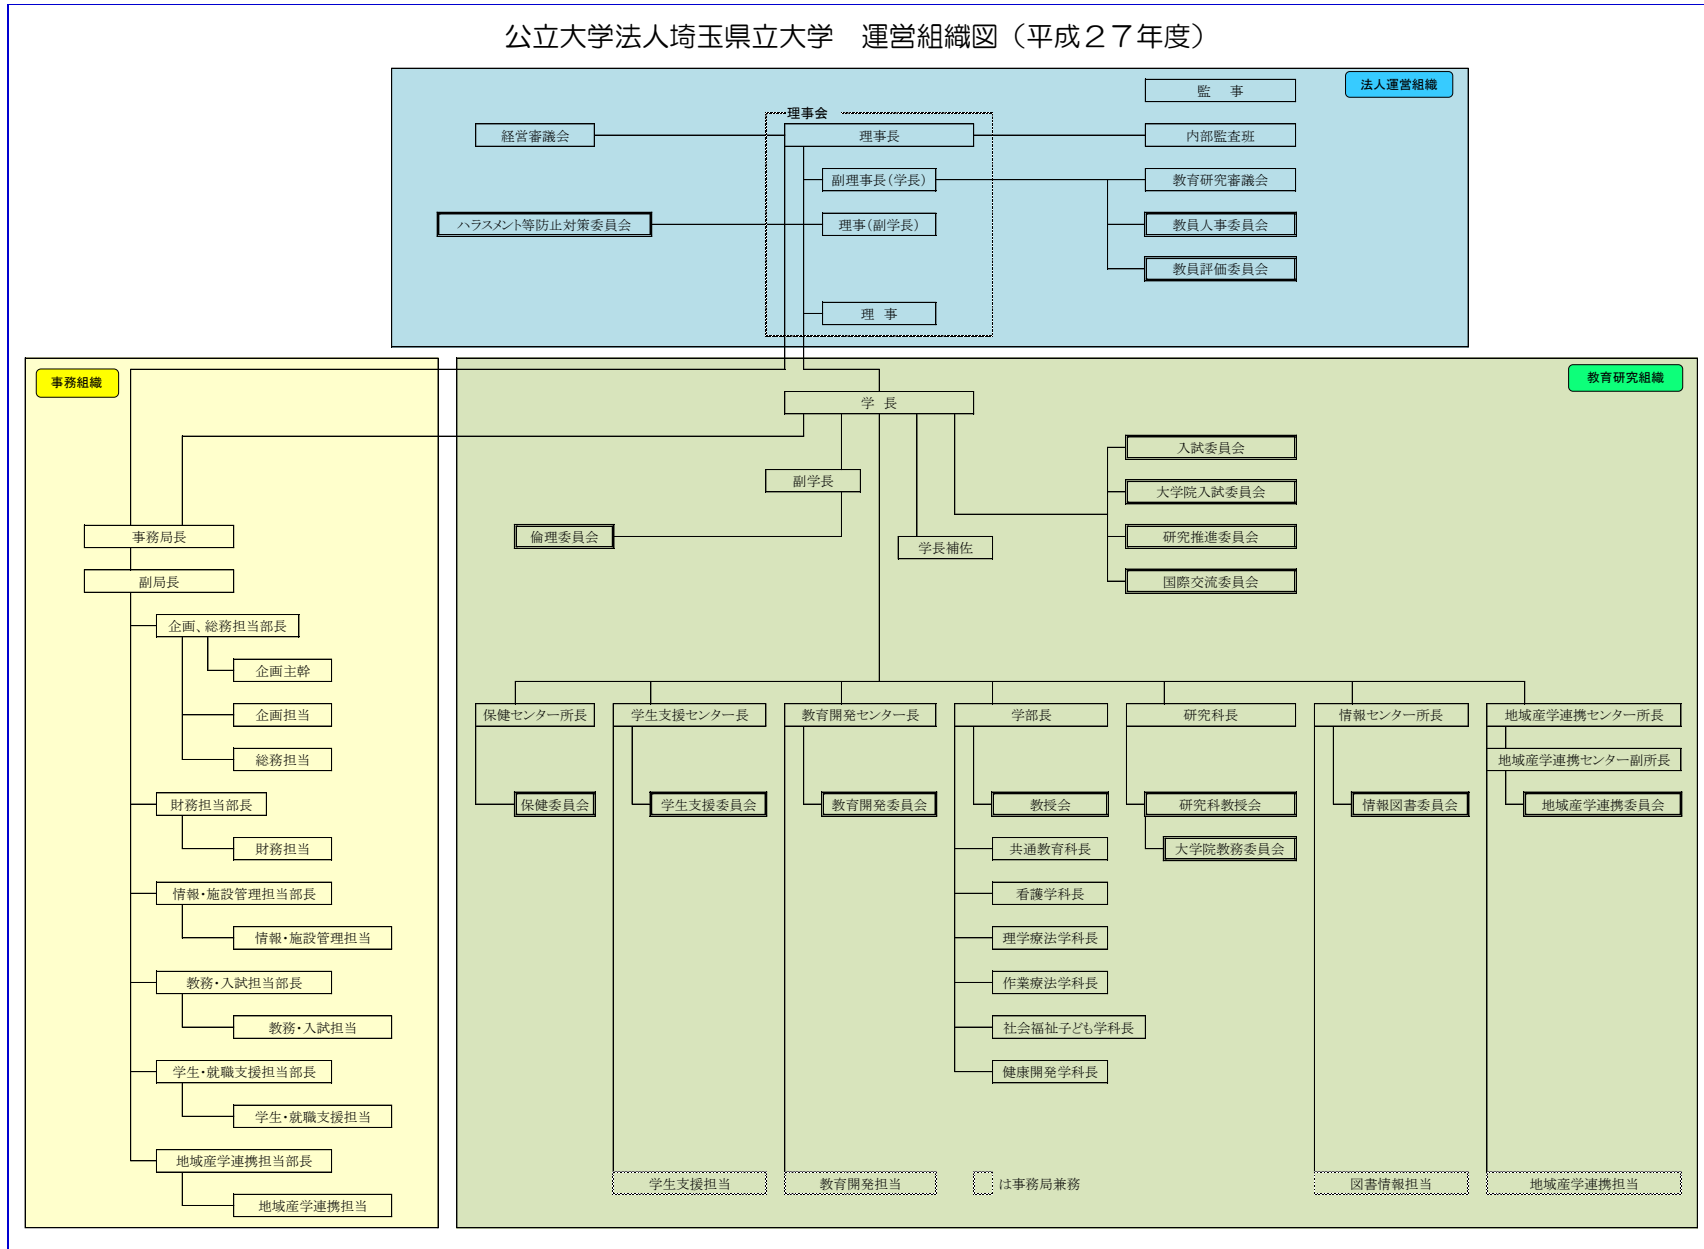 公立大学法人埼玉県立大学　運営組織図（平成２７年度）
法人運営組織
監　事
理事会
経営審議会
理事長
内部監査班
副理事長(学長)
教育研究審議会
ハラスメント等防止対策委員会
理事(副学長)
教員人事委員会
教員評価委員会
理　事
事務組織
教育研究組織
学　長
入試委員会
副学長
大学院入試委員会
事務局長
倫理委員会
学長補佐
研究推進委員会
副局長
国際交流委員会
企画、総務担当部長
企画主幹
企画担当
総務担当
財務担当部長
財務担当
情報・施設管理担当部長
情報・施設管理担当
教務・入試担当部長
教務・入試担当
学生・就職支援担当部長
学生・就職支援担当
地域産学連携担当部長
地域産学連携担当
保健センター所長
学生支援センター長
教育開発センター長
学部長
研究科長
情報センター所長
地域産学連携センター所長
地域産学連携センター副所長
保健委員会
学生支援委員会
教育開発委員会
教授会
研究科教授会
情報図書委員会
地域産学連携委員会
共通教育科長
大学院教務委員会
看護学科長
理学療法学科長
作業療法学科長
社会福祉子ども学科長
健康開発学科長
学生支援担当
教育開発担当
は事務局兼務
図書情報担当
地域産学連携担当